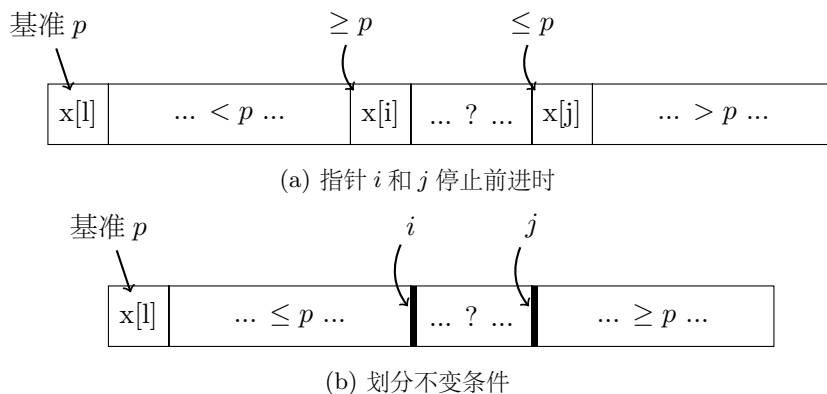 基准 p ≥ p ≤ p
x[l] ... < p ... x[i] ... ? ... x[j] ... > p ...
(a) 指针 i 和 j 停止前进时
基准 p i j
x[l] ... ≤ p ... ... ? ... ... ≥ p ...
(b) 划分不变条件